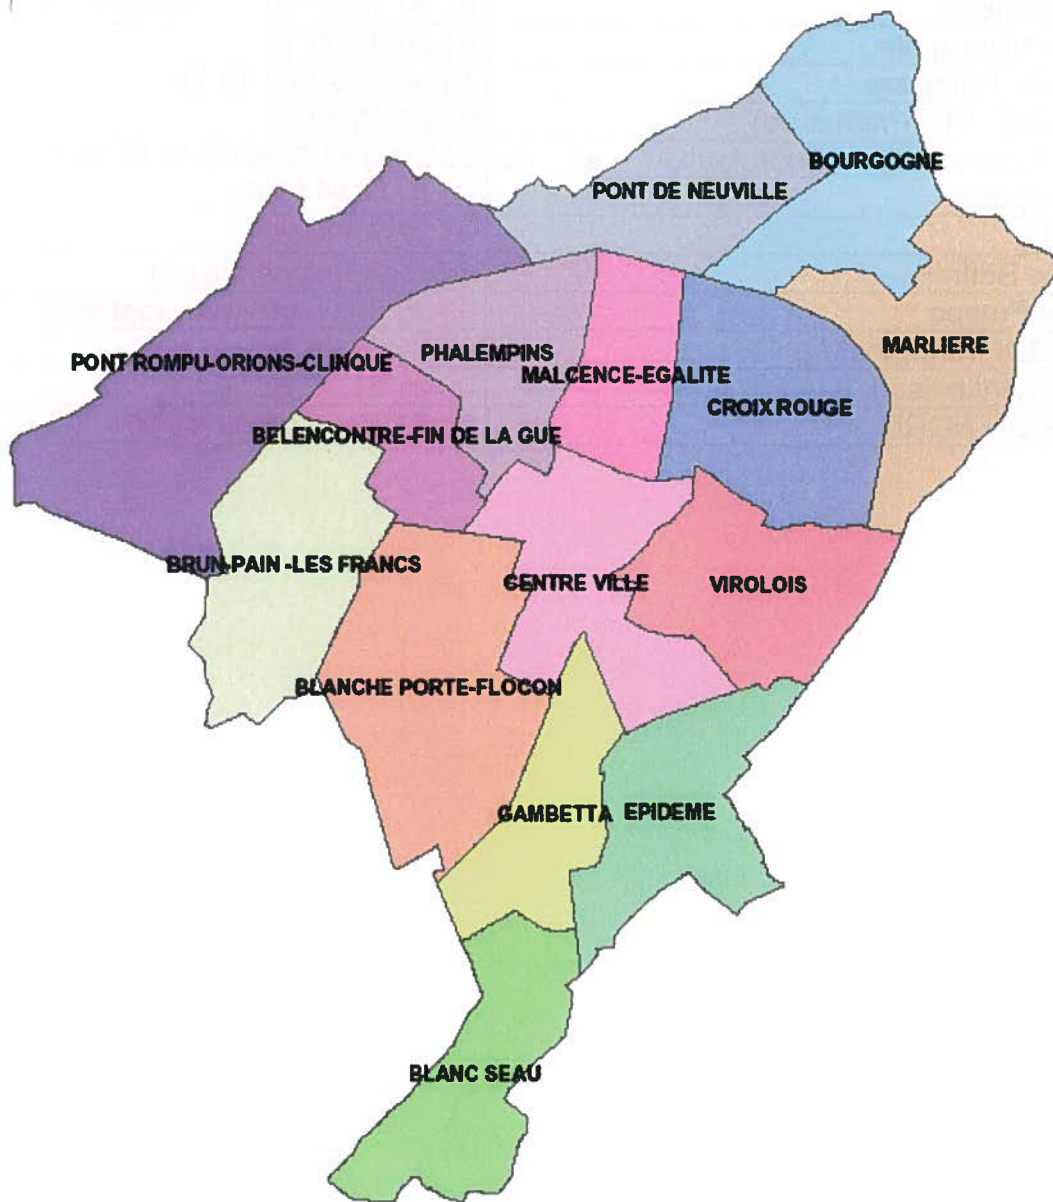 BOURGOGNE
PONT DE NEUVILLE
MARLIERE
PHALEMPINS
PONT ROMPU-ORIONS-CLINQUE
MALCENCE-EGALITE
CROIX ROUGE
BELENCONTRE-FIN DE LA GUE
BRUN-PAIN -LES FRANCS
CENTRE VILLE
VIROLOIS
BLANCHE PORTE-FLOCON
GAMBETTA
EPIDEME
BLANC SEAU